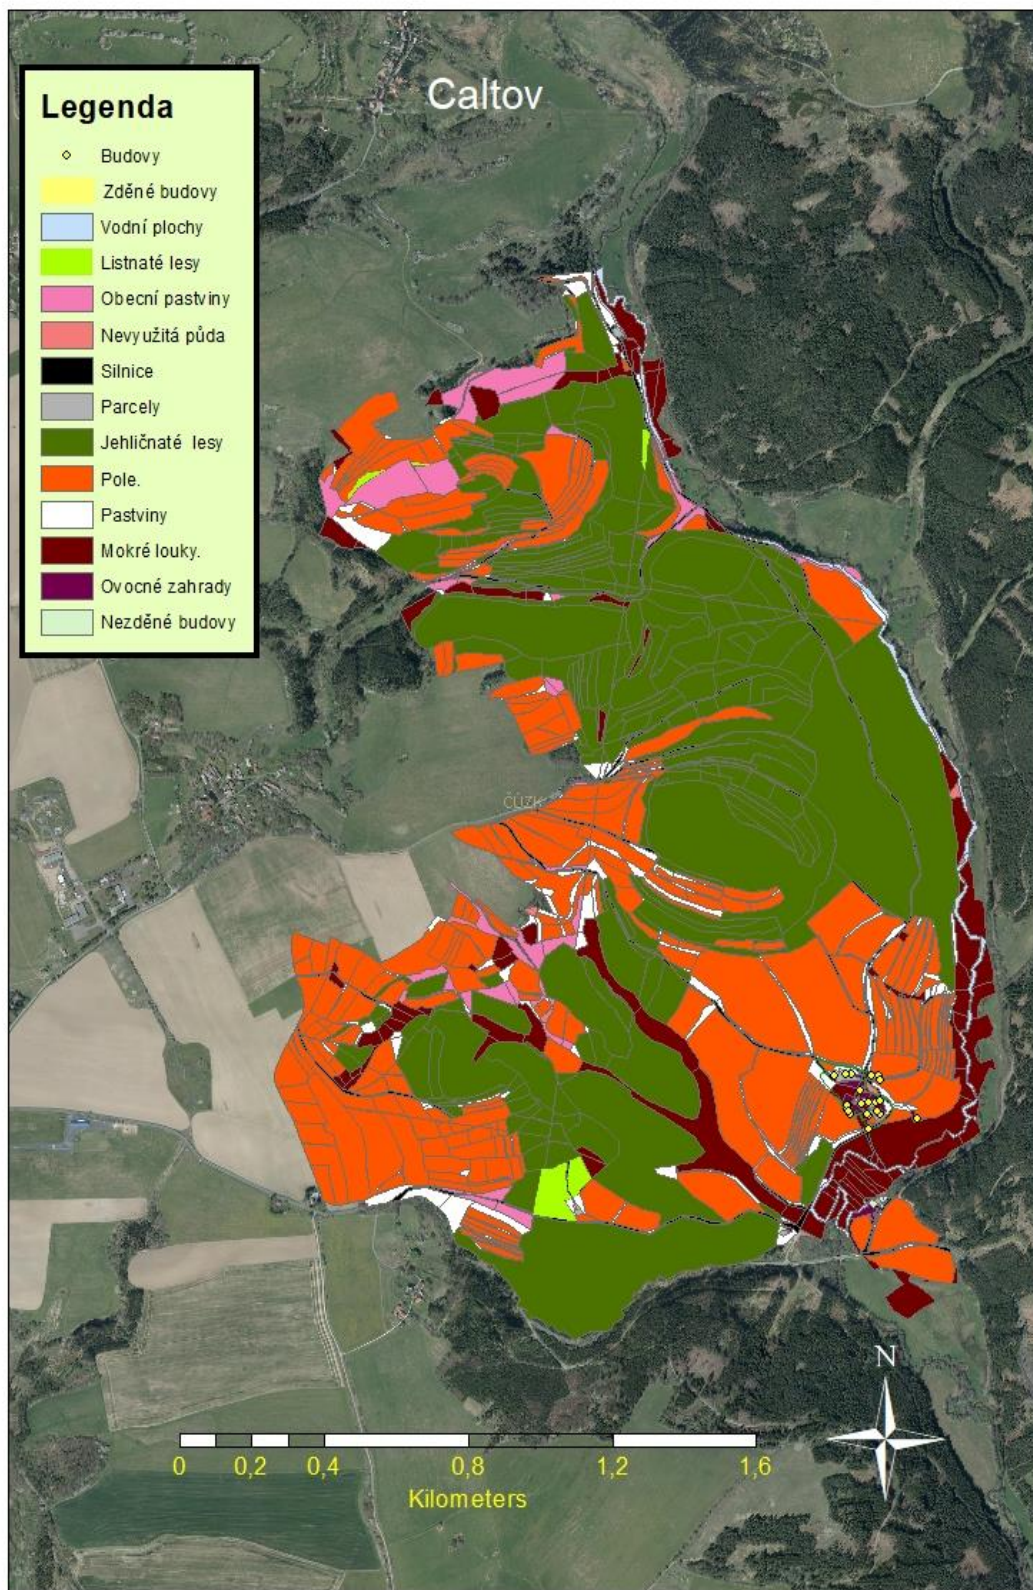 Caltov
Legenda
Budovy
Zděné budovy
Vodní plochy
Listnaté lesy
Obecní pastviny
Nevyužitá půda
Silnice
Parcely
Jehličnaté lesy
Pole.
Pastviny
Mokré louky.
Ovocné zahrady
Nezděné budovy
ČÚZK
N
0 0,2 0,4 0,8 1,2 1,6
Kilometers